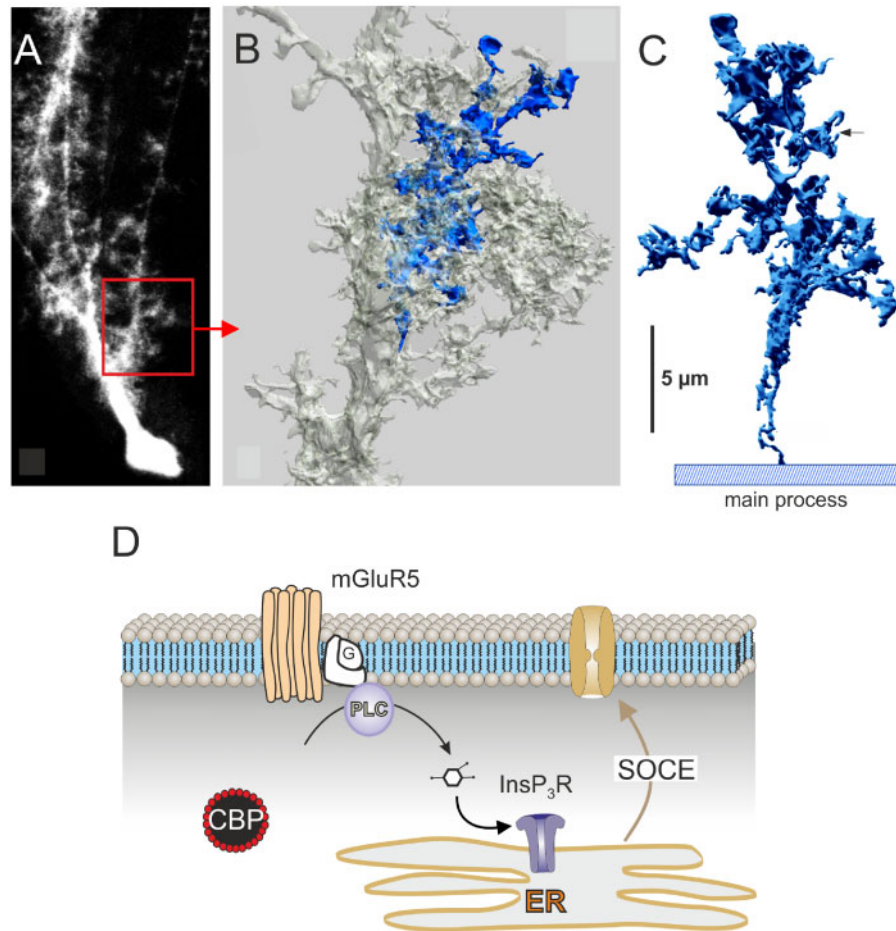 A
B
C
5 µm
main process
D
mGluR5
G
PLC
InsP₃R
SOCE
CBP
ER